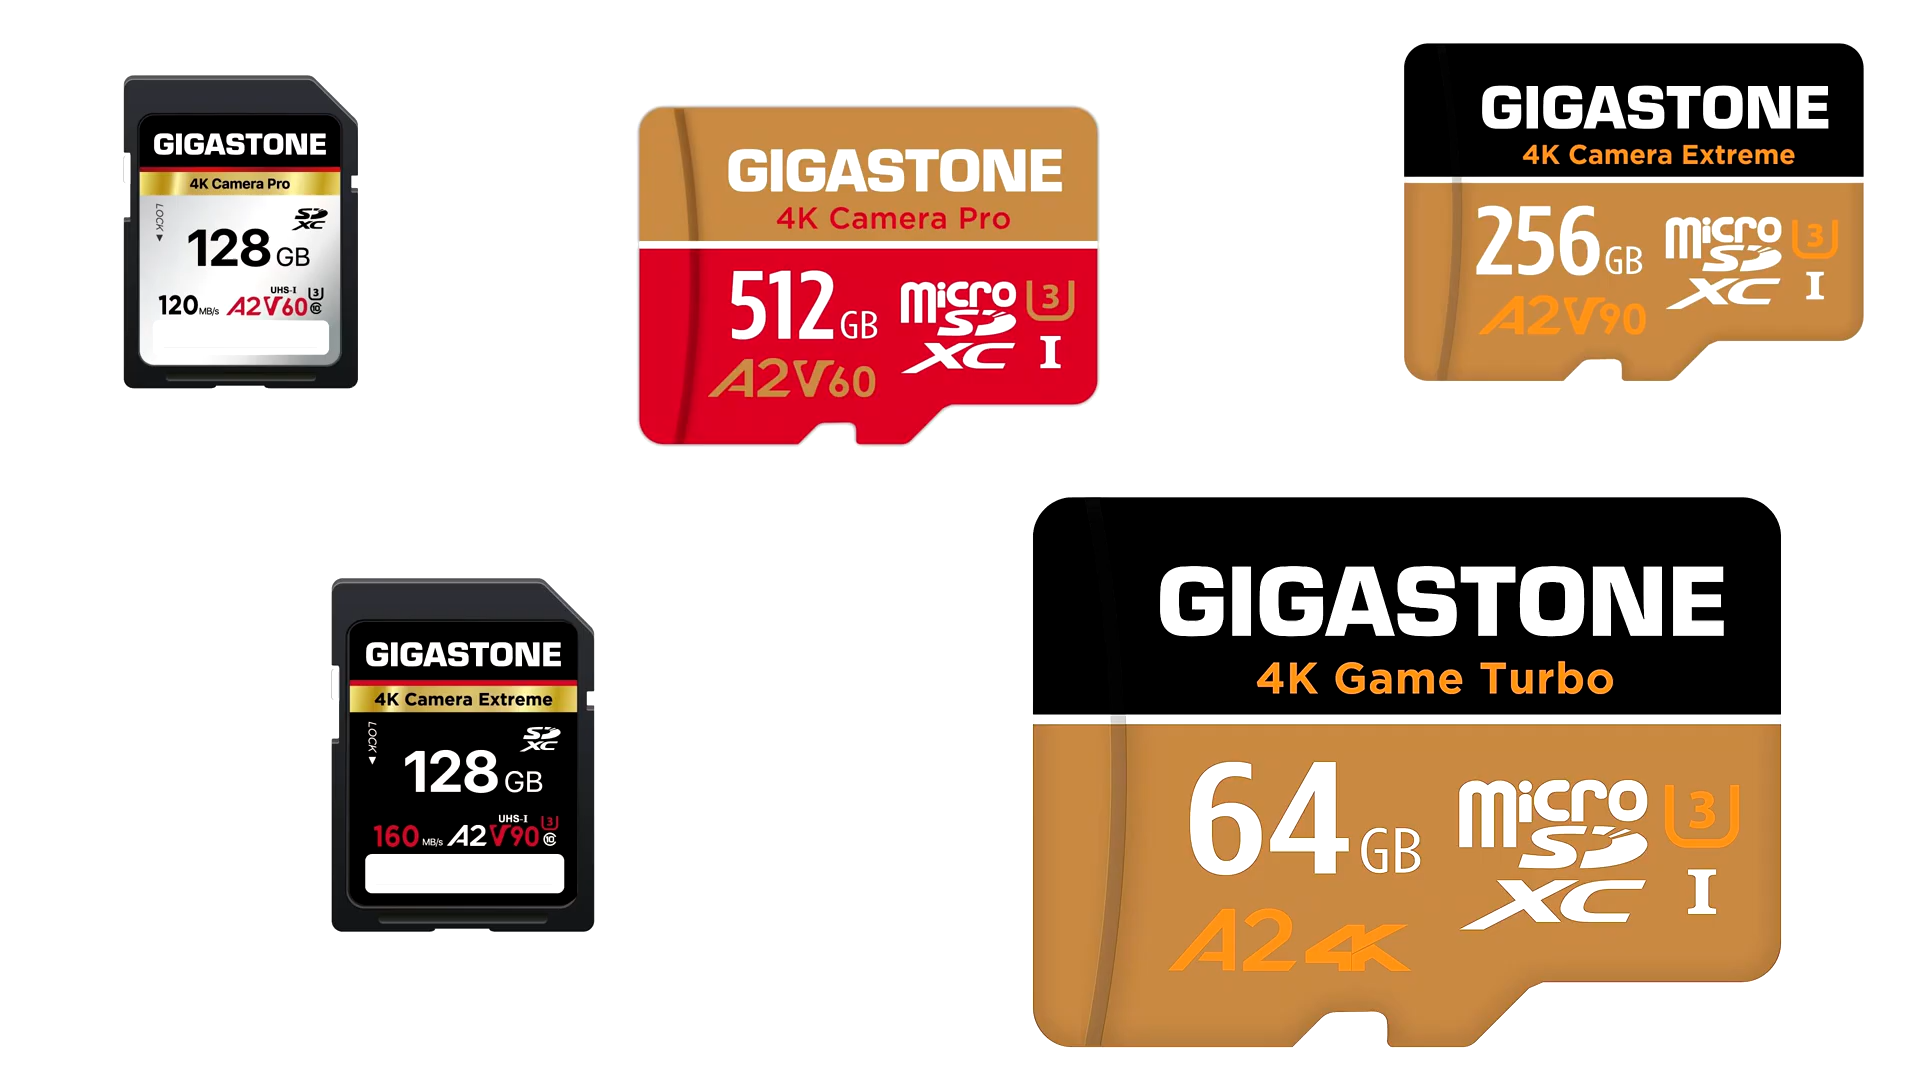 GIGASTONE
4K Camera Pro
SD XC
LOCK
128 GB
UHS-I
120 MB/s A2 V60 3 10
GIGASTONE
4K Camera Pro
512 GB
micro SD XC
3
I
A2 V60
GIGASTONE
4K Camera Extreme
256 GB
micro SD XC
3
I
A2 V90
GIGASTONE
4K Camera Extreme
SD XC
LOCK
128 GB
UHS-I
160 MB/s A2 V90 3 10
GIGASTONE
4K Game Turbo
64 GB
micro SD XC
3
I
A2 4K